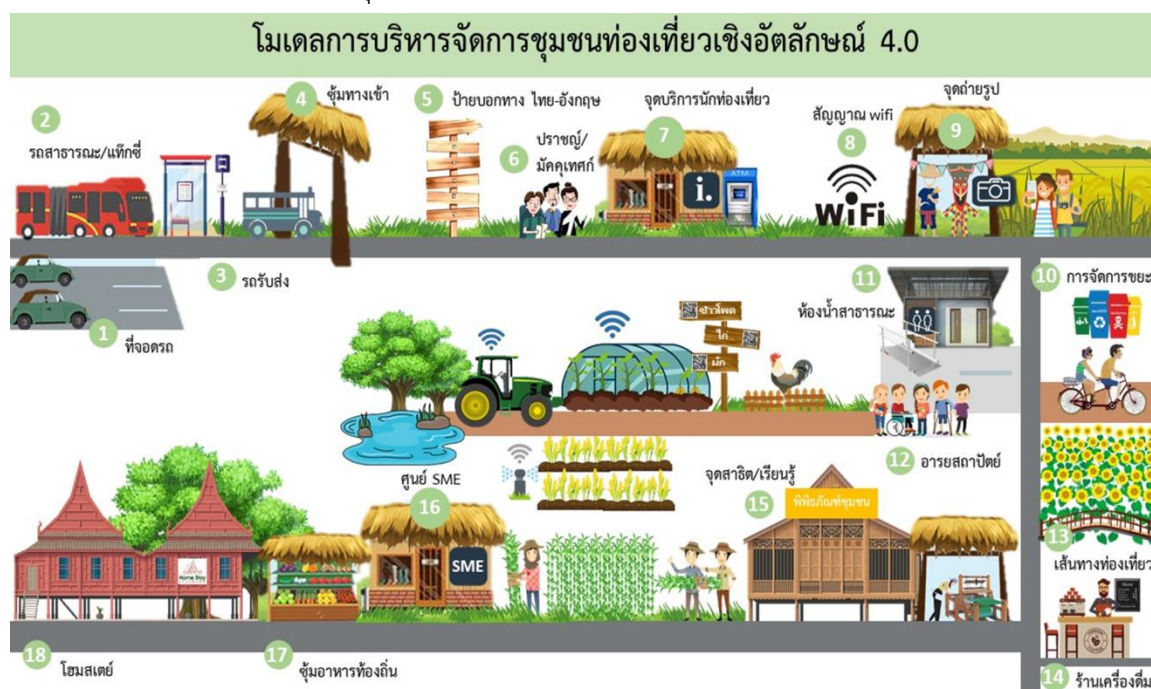 โมเดลการบริหารจัดการชุมชนท่องเที่ยวเชิงอัตลักษณ์ 4.0
2
รถสาธารณะ/แท๊กซี่
4
ซุ้มทางเข้า
5
ป้ายบอกทาง ไทย-อังกฤษ
6
ปราชญ์/
มัคคุเทศก์
จุดบริการนักท่องเที่ยว
7
i.
ATM
สัญญาณ wifi
8
WiFi
จุดถ่ายรูป
9
1
ที่จอดรถ
3
รถรับส่ง
11
ห้องน้ำสาธารณะ
10
การจัดการขยะ
ข้าวโพด
ไก่
ผัก
12
อารยสถาปัตย์
13
เส้นทางท่องเที่ยว
14
ร้านเครื่องดื่ม
จุดสาธิต/เรียนรู้
15
พิพิธภัณฑ์ชุมชน
ศูนย์ SME
16
SME
Home Stay
17
ซุ้มอาหารท้องถิ่น
18
โฮมสเตย์